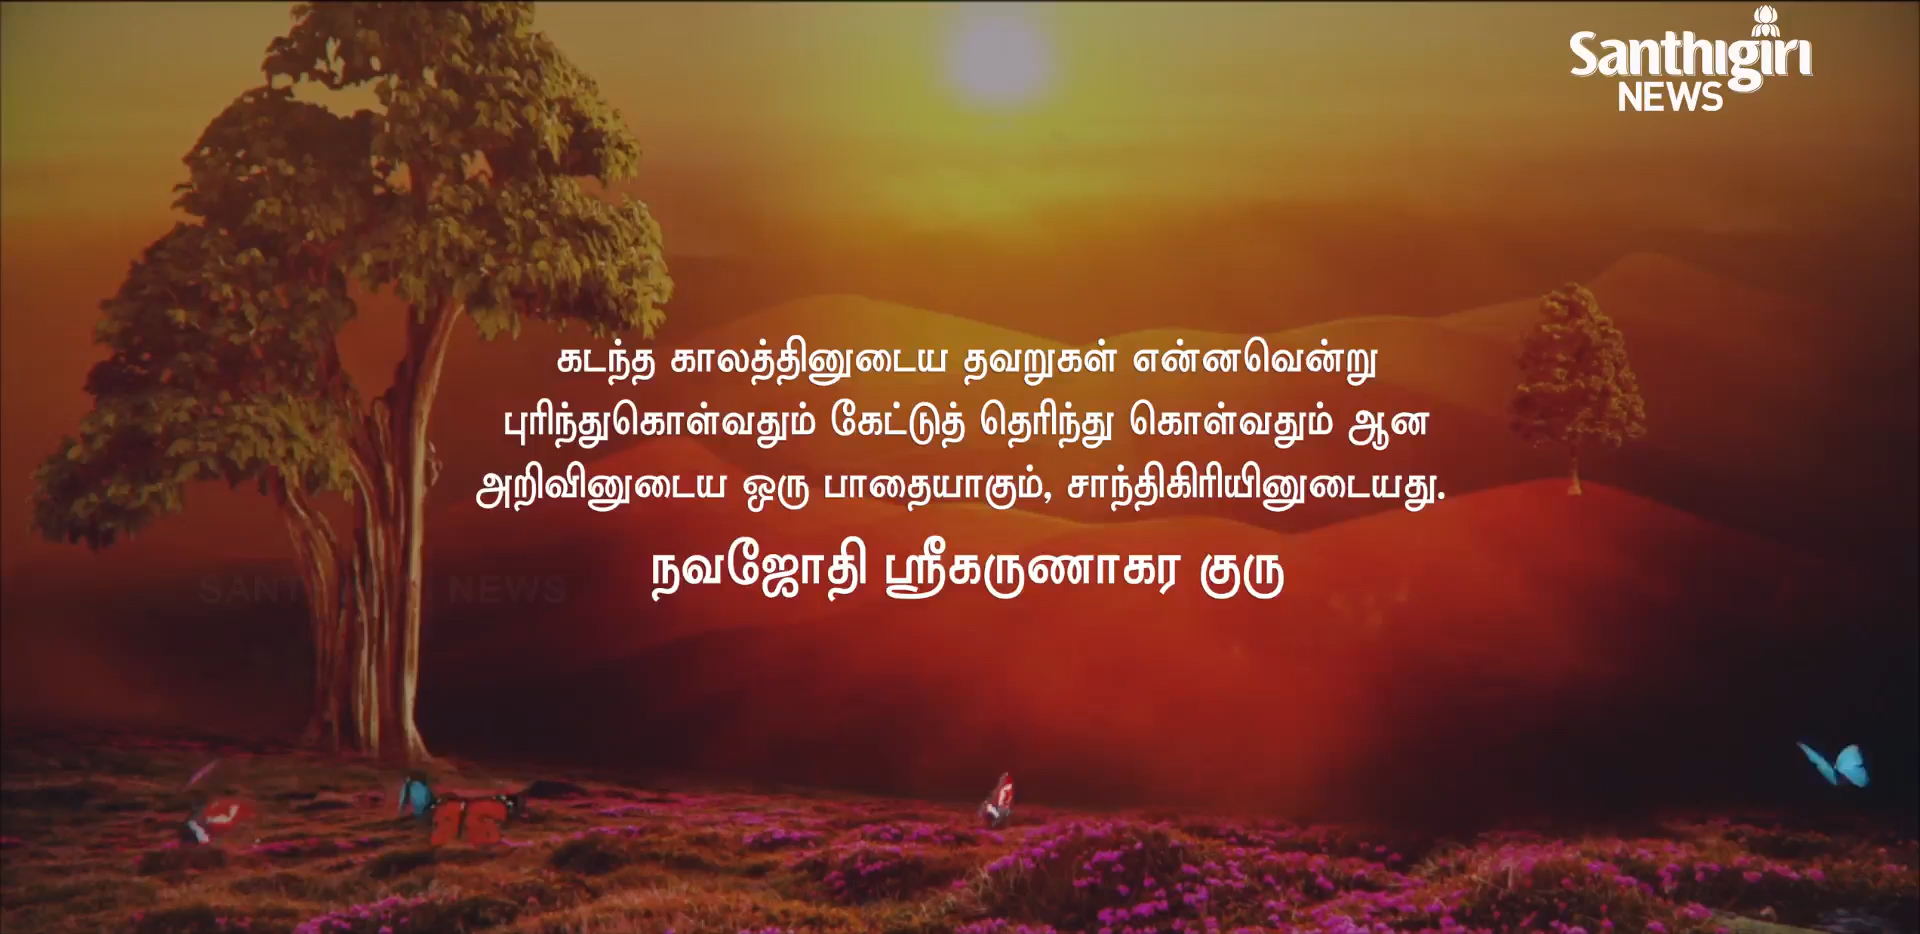 Santhigiri
NEWS
கடந்த காலத்தினுடைய தவறுகள் என்னவென்று
புரிந்துகொள்வதும் கேட்டுத் தெரிந்து கொள்வதும் ஆன
அறிவினுடைய ஒரு பாதையாகும், சாந்திகிரியினுடையது.
நவஜோதி ஸ்ரீகருணாகர குரு